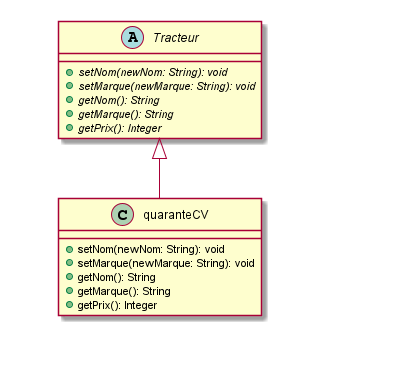 A Tracteur
setNom(newNom: String): void
setMarque(newMarque: String): void
getNom(): String
getMarque(): String
getPrix(): Integer
C quaranteCV
setNom(newNom: String): void
setMarque(newMarque: String): void
getNom(): String
getMarque(): String
getPrix(): Integer